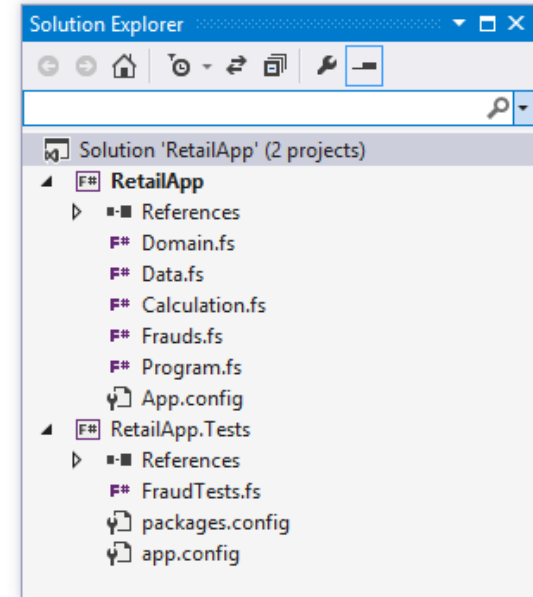 Solution Explorer
Solution 'RetailApp' (2 projects)
F# RetailApp
References
F# Domain.fs
F# Data.fs
F# Calculation.fs
F# Frauds.fs
F# Program.fs
App.config
F# RetailApp.Tests
References
F# FraudTests.fs
packages.config
app.config